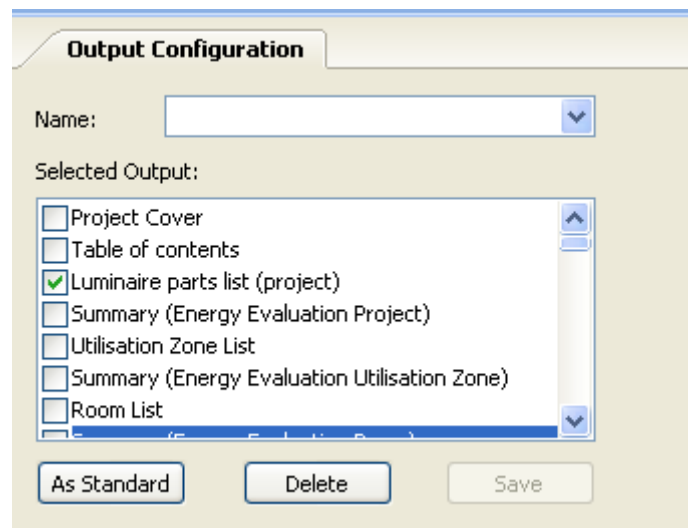 Output Configuration
Name:
Selected Output:
Project Cover
Table of contents
Luminaire parts list (project)
Summary (Energy Evaluation Project)
Utilisation Zone List
Summary (Energy Evaluation Utilisation Zone)
Room List
As Standard Delete Save